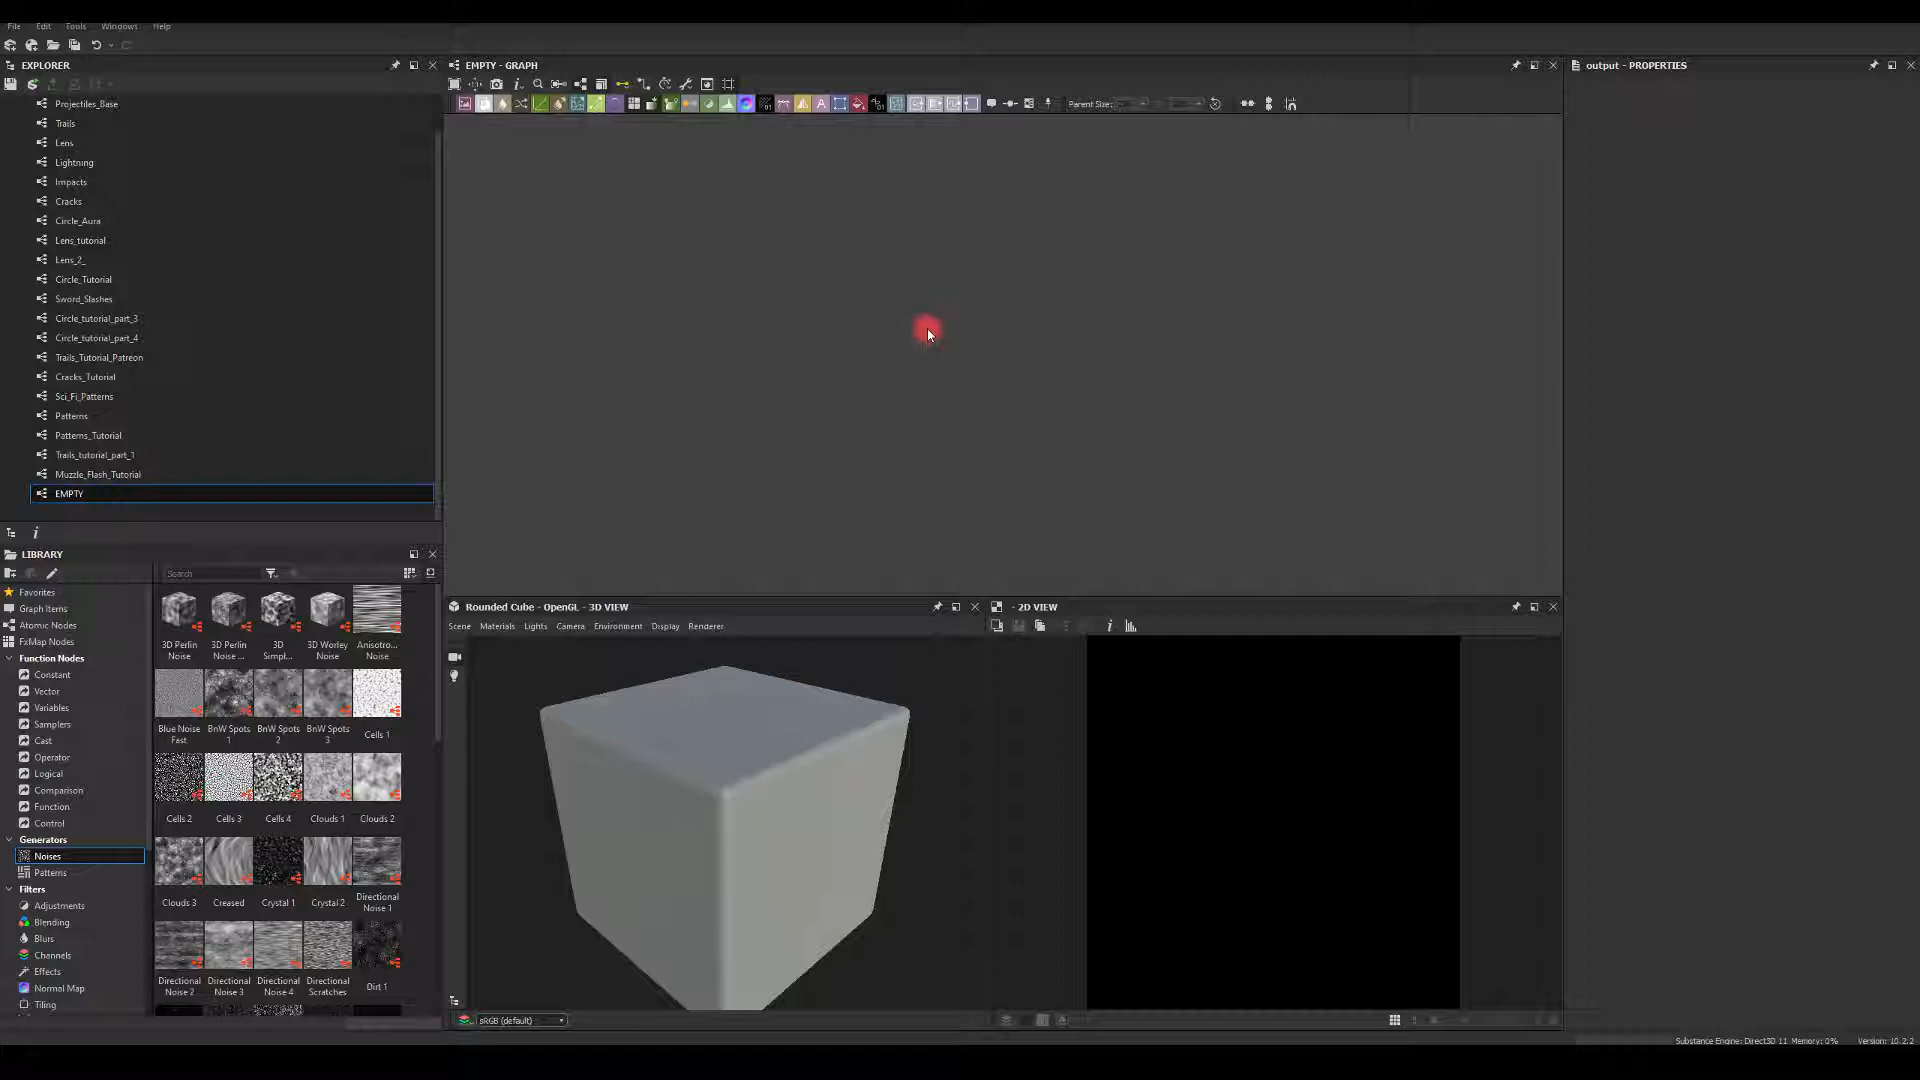 File Edit Tools Windows Help
EXPLORER
Projectiles_Base
Trails
Lens
Lightning
Impacts
Cracks
Circle_Aura
Lens_tutorial
Lens_2_
Circle_Tutorial
Sword_Slashes
Circle_tutorial_part_3
Circle_tutorial_part_4
Trails_Tutorial_Patreon
Cracks_Tutorial
Sci_Fi_Patterns
Patterns
Patterns_Tutorial
Trails_tutorial_part_1
Muzzle_Flash_Tutorial
EMPTY
EMPTY - GRAPH
Parent Size:
output - PROPERTIES
LIBRARY
Search
Favorites
Graph Items
Atomic Nodes
FxMap Nodes
Function Nodes
Constant
Vector
Variables
Samplers
Cast
Operator
Logical
Comparison
Function
Control
Generators
Noises
Patterns
Filters
Adjustments
Blending
Blurs
Channels
Effects
Normal Map
Tiling
3D Perlin Noise
3D Perlin Noise ...
3D Simpl...
3D Worley Noise
Anisotro... Noise
Blue Noise Fast
BnW Spots 1
BnW Spots 2
BnW Spots 3
Cells 1
Cells 2
Cells 3
Cells 4
Clouds 1
Clouds 2
Clouds 3
Creased
Crystal 1
Crystal 2
Directional Noise 1
Directional Noise 2
Directional Noise 3
Directional Noise 4
Directional Scratches
Dirt 1
Rounded Cube - OpenGL - 3D VIEW
Scene Materials Lights Camera Environment Display Renderer
sRGB (default)
- 2D VIEW
Substance Engine: Direct3D 11 Memory: 0% Version: 10.2.2